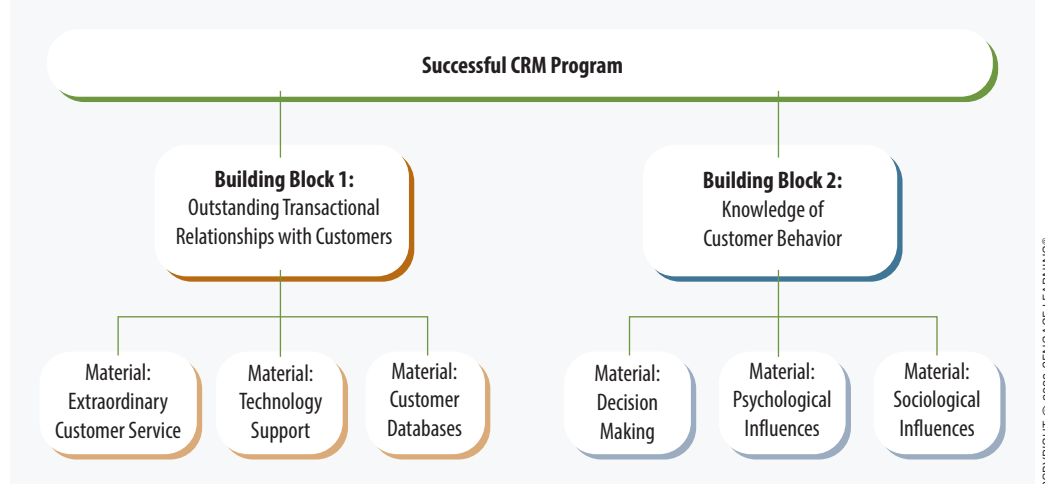 Successful CRM Program
Building Block 1:
Outstanding Transactional
Relationships with Customers
Building Block 2:
Knowledge of
Customer Behavior
Material:
Extraordinary
Customer Service
Material:
Technology
Support
Material:
Customer
Databases
Material:
Decision
Making
Material:
Psychological
Influences
Material:
Sociological
Influences